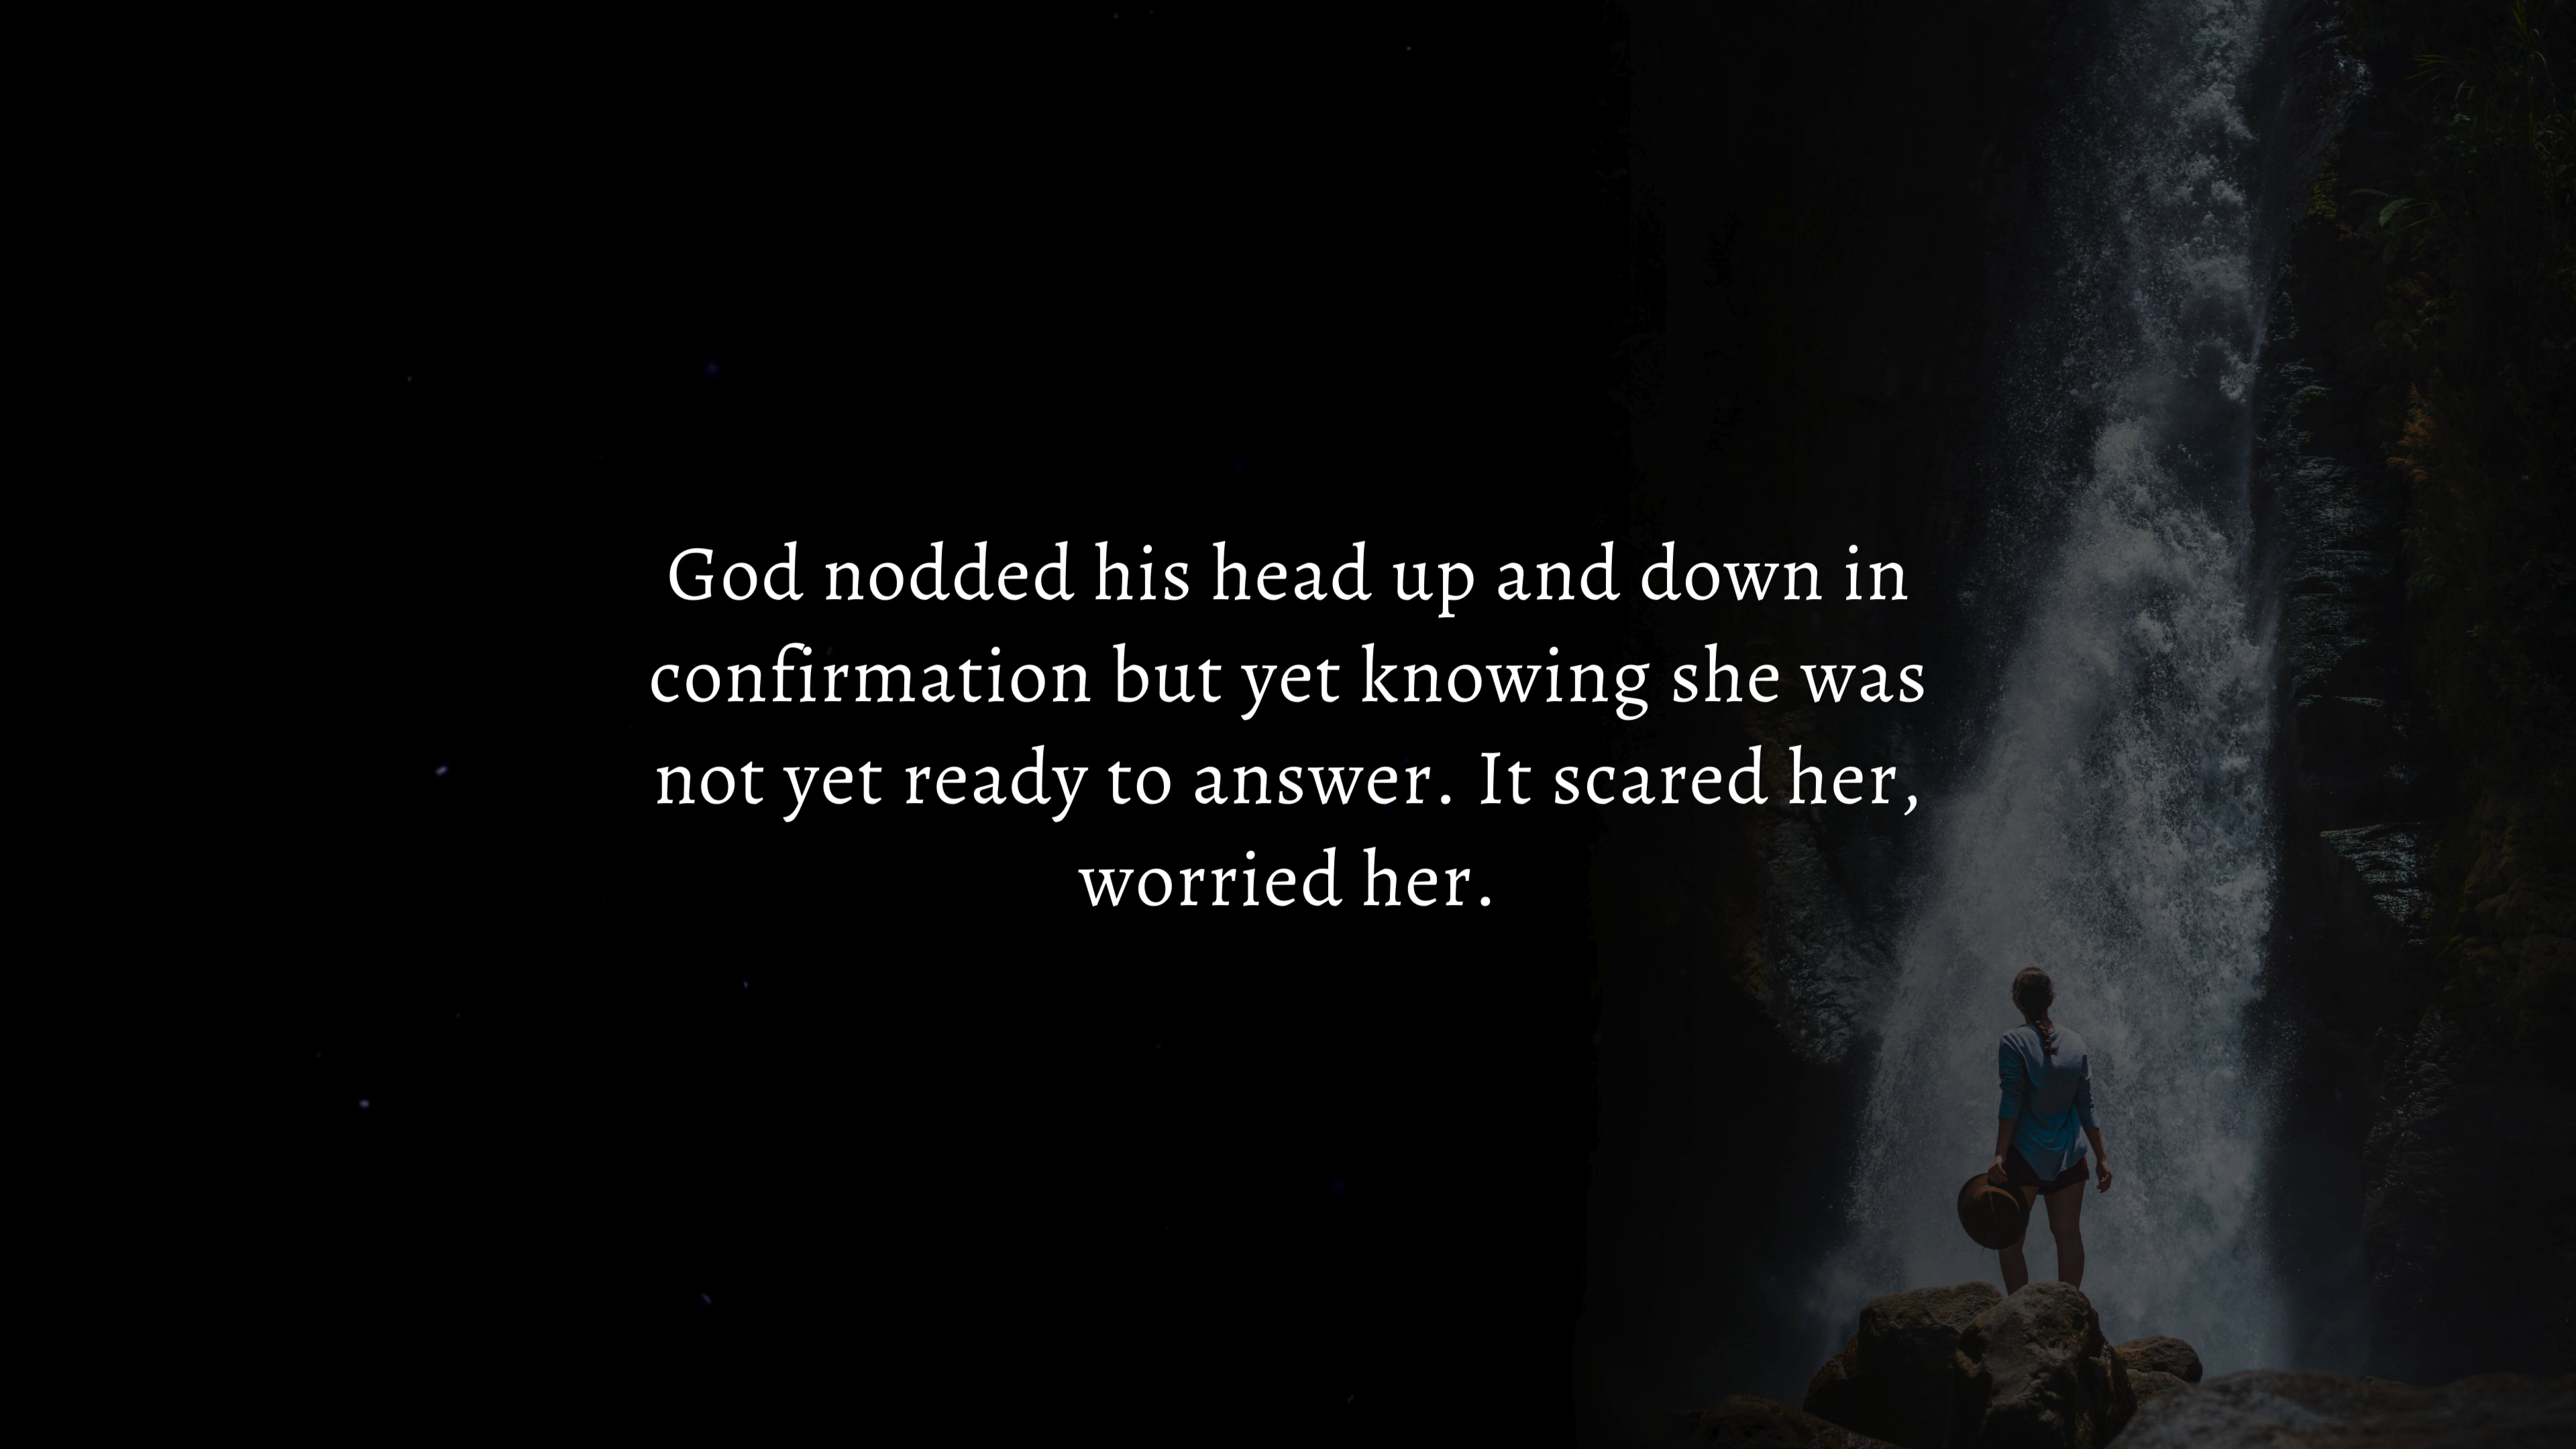 God nodded his head up and down in
confirmation but yet knowing she was
not yet ready to answer. It scared her,
worried her.